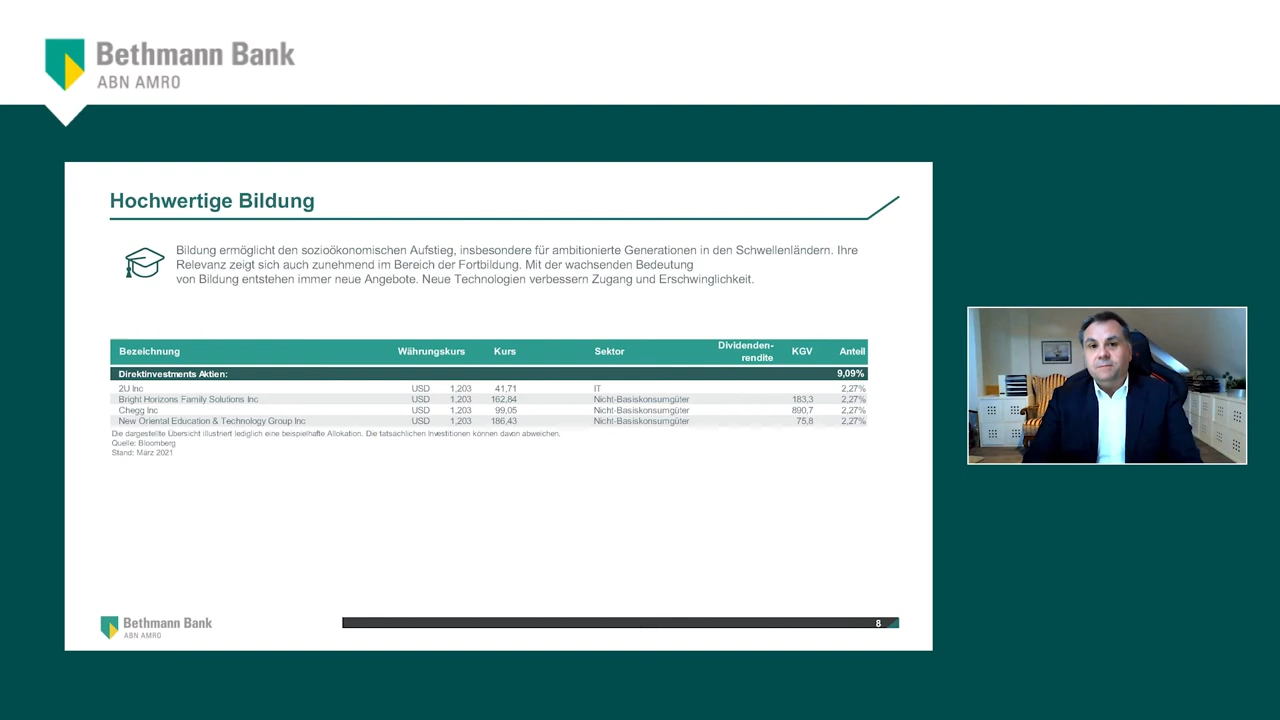 Bethmann Bank
ABN AMRO
Hochwertige Bildung
Bildung ermöglicht den sozioökonomischen Aufstieg, insbesondere für ambitionierte Generationen in den Schwellenländern. Ihre
Relevanz zeigt sich auch zunehmend im Bereich der Fortbildung. Mit der wachsenden Bedeutung
von Bildung entstehen immer neue Angebote. Neue Technologien verbessern Zugang und Erschwinglichkeit.
Bezeichnung Währungskurs Kurs Sektor Dividenden-
rendite KGV Anteil
Direktinvestments Aktien: 9,09%
2U Inc USD 1,203 41,71 IT 2,27%
Bright Horizons Family Solutions Inc USD 1,203 162,84 Nicht-Basiskonsumgüter 183,3 2,27%
Chegg Inc USD 1,203 99,05 Nicht-Basiskonsumgüter 890,7 2,27%
New Oriental Education & Technology Group Inc USD 1,203 186,43 Nicht-Basiskonsumgüter 75,8 2,27%
Die dargestellte Übersicht illustriert lediglich eine beispielhafte Allokation. Die tatsächlichen Investitionen können davon abweichen.
Quelle: Bloomberg
Stand: März 2021
Bethmann Bank
ABN AMRO
8